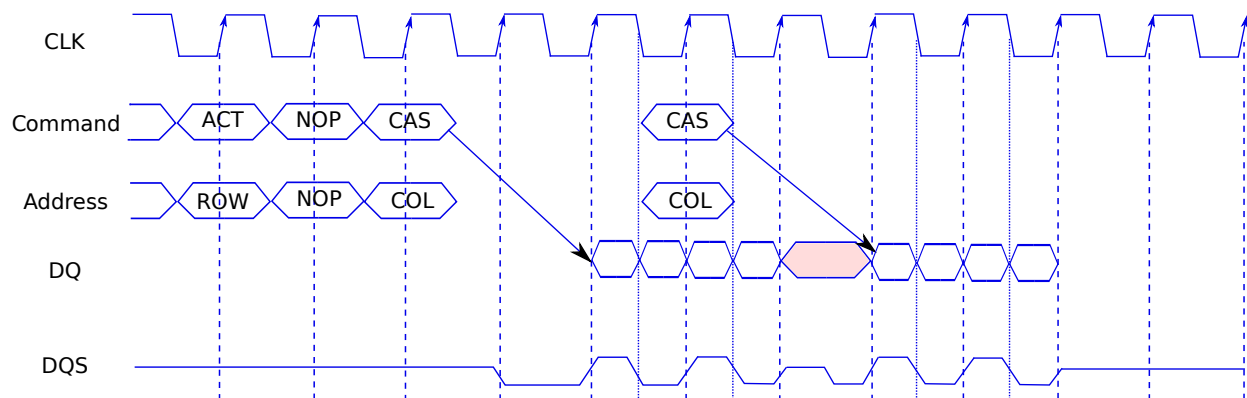 CLK
Command ACT NOP CAS CAS
Address ROW NOP COL COL
DQ
DQS